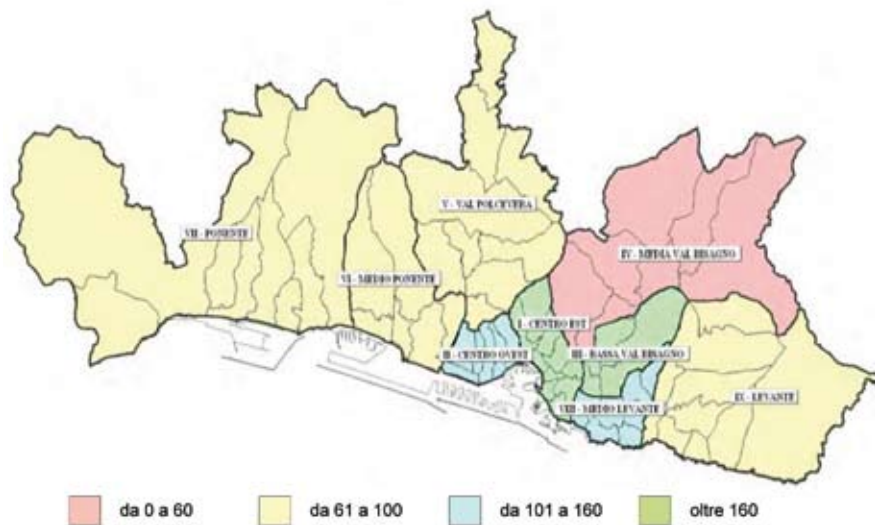 V - VAL POLCEVERA
VII - PONENTE
IV - MEDIA VAL BISAGNO
VI - MEDIO PONENTE
I - CENTRO EST
II - CENTRO OVEST
III - BASSA VAL BISAGNO
IX - LEVANTE
VIII - MEDIO LEVANTE
da 0 a 60
da 61 a 100
da 101 a 160
oltre 160